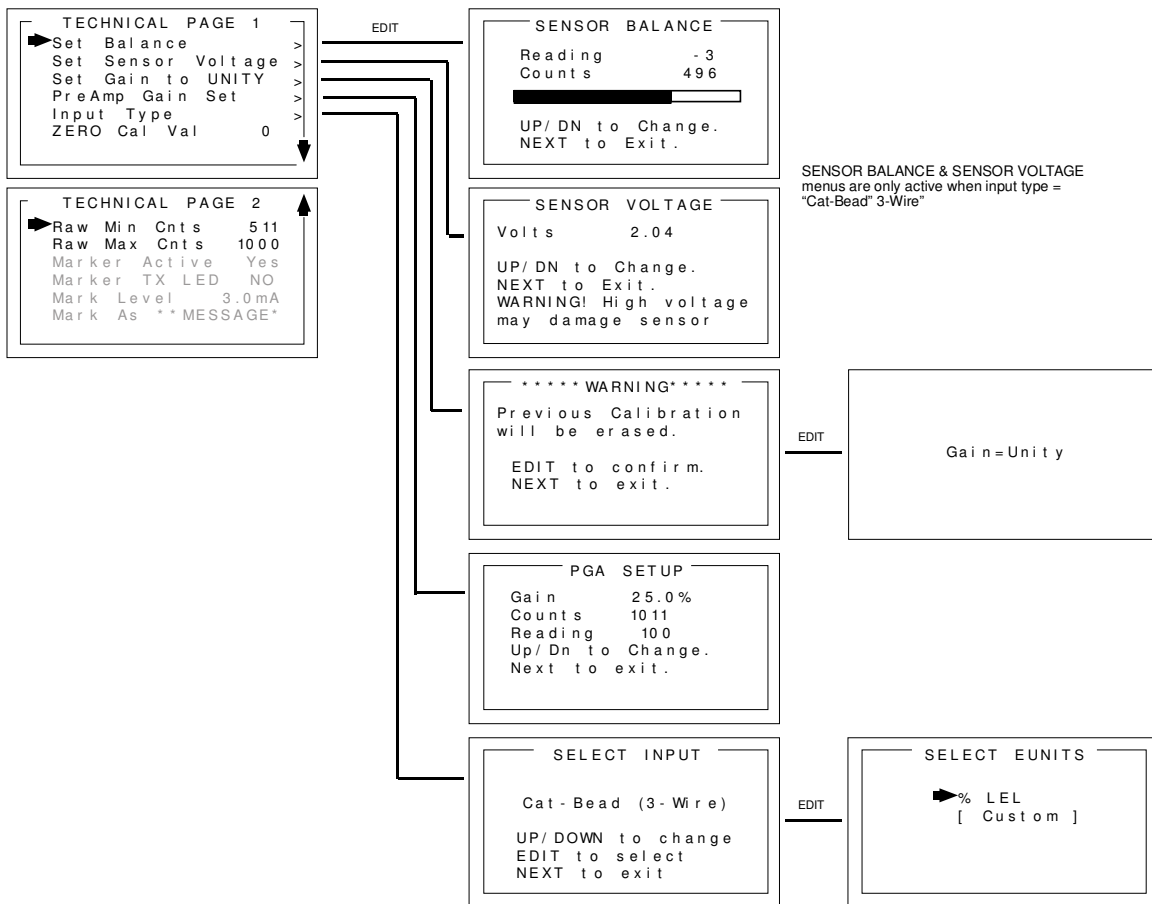 TECHNICAL PAGE 1
Set Balance >
Set Sensor Voltage >
Set Gain to UNITY >
PreAmp Gain Set >
Input Type >
ZERO Cal Val 0
EDIT
SENSOR BALANCE
Reading -3
Counts 496
UP/DN to Change.
NEXT to Exit.
SENSOR BALANCE & SENSOR VOLTAGE
menus are only active when input type =
“Cat-Bead” 3-Wire”
TECHNICAL PAGE 2
Raw Min Cnts 511
Raw Max Cnts 1000
Marker Active Yes
Marker TX LED NO
Mark Level 3.0mA
Mark As **MESSAGE*
SENSOR VOLTAGE
Volts 2.04
UP/DN to Change.
NEXT to Exit.
WARNING! High voltage
may damage sensor
*****WARNING*****
Previous Calibration
will be erased.
EDIT to confirm.
NEXT to exit.
EDIT
Gain=Unity
PGA SETUP
Gain 25.0%
Counts 1011
Reading 100
Up/Dn to Change.
Next to exit.
SELECT INPUT
Cat-Bead (3-Wire)
UP/DOWN to change
EDIT to select
NEXT to exit
EDIT
SELECT EUNITS
% LEL
[ Custom ]